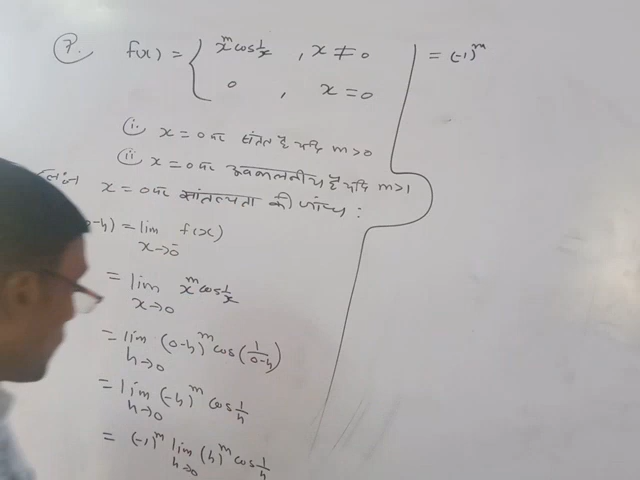 7. f(x) = { x^m cos 1/x , x ≠ 0
0 , x = 0
(i. x = 0 पर संतत है यदि m > 0
(ii x = 0 पर अवकलनीय है यदि m > 1
x = 0 पर सांतत्यता की जांच :
0-h) = lim x→0⁻ f(x)
= lim x→0 x^m cos 1/x
= lim h→0 (0-h)^m cos(1/(0-h))
= lim h→0 (-h)^m cos 1/h
= (-1)^m lim h→0 (h)^m cos 1/h
= (-1)^m